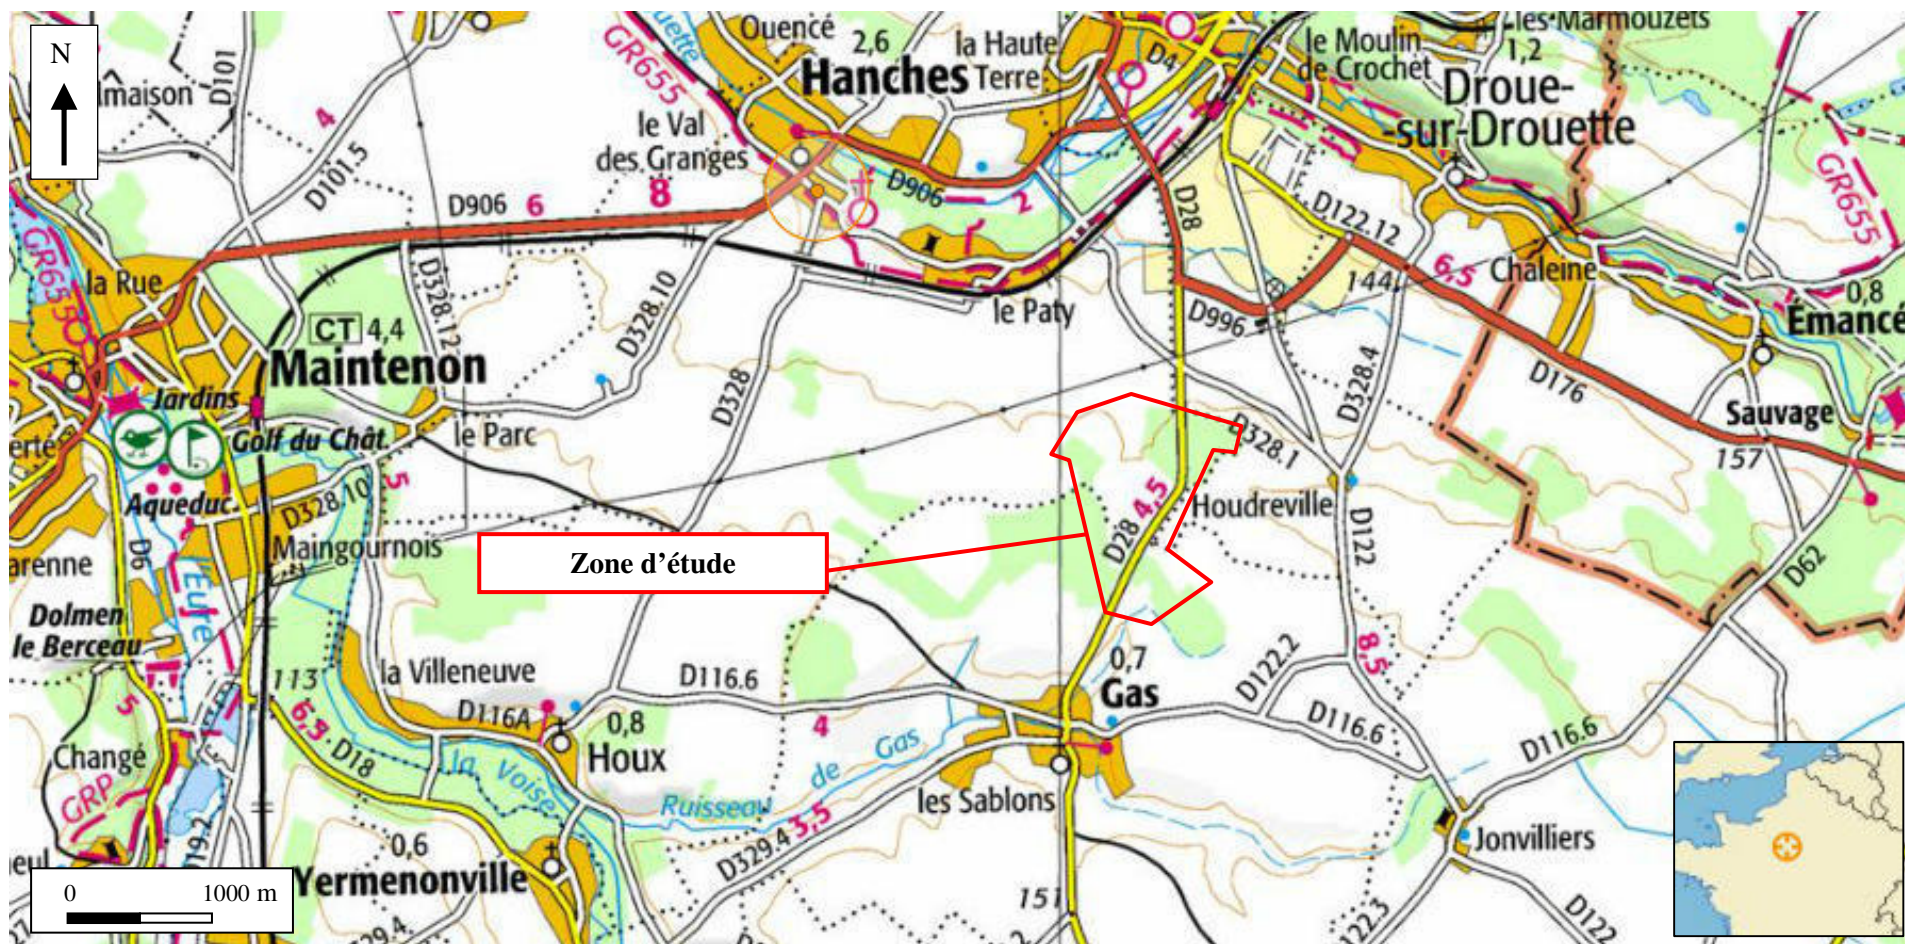 N
Ouencé
2,6
la Haute
Terre
Hanches
D4
les Marmouzets
1,2
le Moulin
de Crochet
Droue-
-sur-Drouette
D101
GR655
4
le Val
des Granges
D101.5
D906
6
8
D906
2
D28
D122.12
GR655
GR655
la Rue
D328.12
D328.10
le Paty
144
6,5
Chaleine
0,8
Émancé
D996
CT 4,4
Maintenon
Jardins
Golf du Chât.
le Parc
D328
D328.4
D176
Sauvage
157
D328.1
5
Aqueduc
D328.10
Maingournois
Zone d'étude
D28
4,5
Houdreville
D122
D62
D6
l'Eure
Dolmen
le Berceau
113
la Villeneuve
D116.6
0,7
Gas
D122.2
8,5
5
6,5
D116A
0,8
Houx
4
D116.6
D116.6
Changé
D18
la Voise
Ruisseau de Gas
GRP
les Sablons
D329.4
3,5
Jonvilliers
0,6
Yermenonville
151
D122
0
1000 m